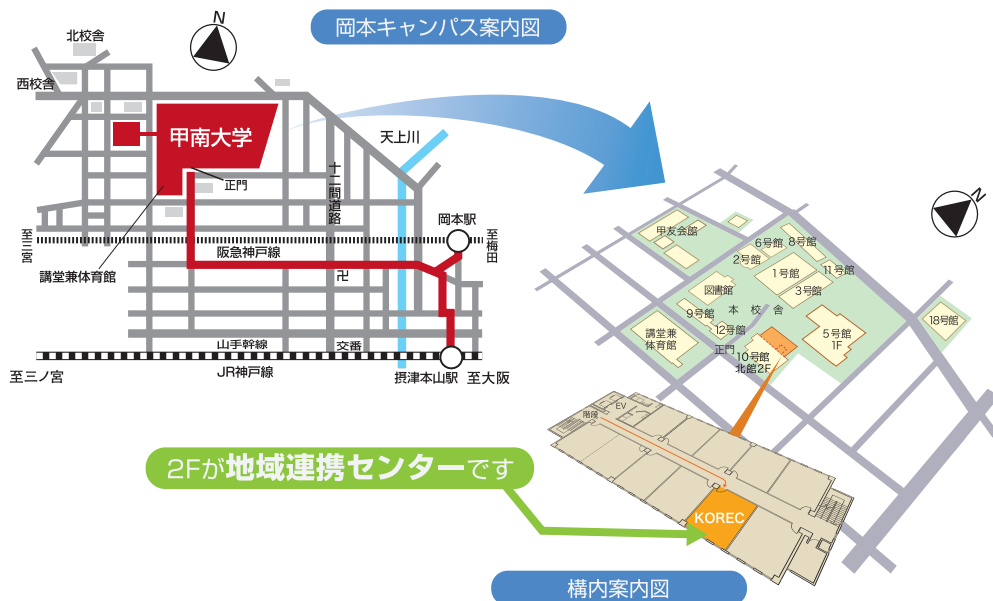 岡本キャンパス案内図
北校舎
N
西校舎
甲南大学
天上川
正門
十二間道路
岡本駅
至三宮
至梅田
阪急神戸線
講堂兼体育館
卍
山手幹線
交番
至三ノ宮
JR神戸線
摂津本山駅
至大阪
N
甲友会館
6号館
8号館
2号館
1号館
11号館
3号館
図書館
本校舎
9号館
12号館
5号館
1F
18号館
講堂兼
体育館
正門
10号館
北館2F
EV
階段
2Fが地域連携センターです
KOREC
構内案内図